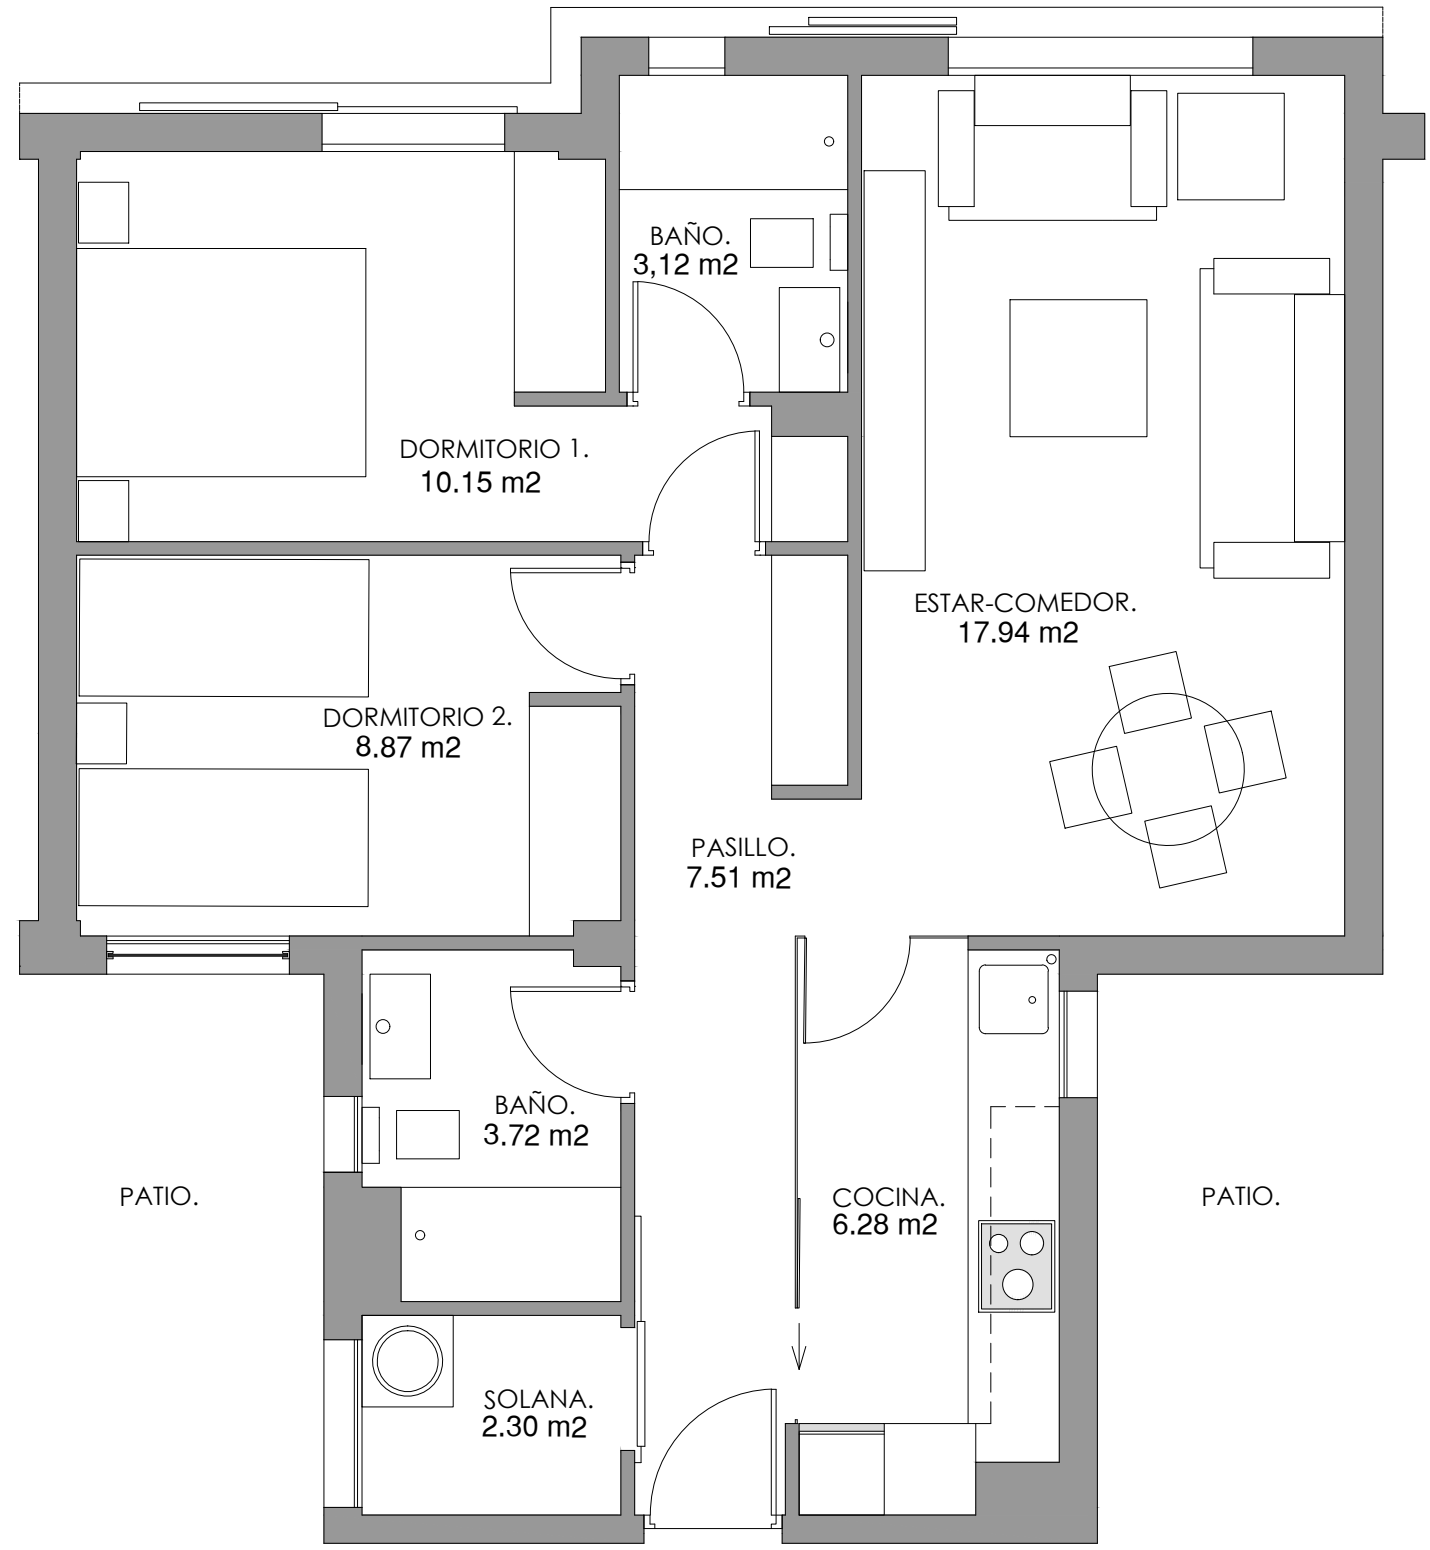 BAÑO.
3,12 m2
DORMITORIO 1.
10.15 m2
ESTAR-COMEDOR.
17.94 m2
DORMITORIO 2.
8.87 m2
PASILLO.
7.51 m2
BAÑO.
3.72 m2
PATIO.
COCINA.
6.28 m2
PATIO.
SOLANA.
2.30 m2